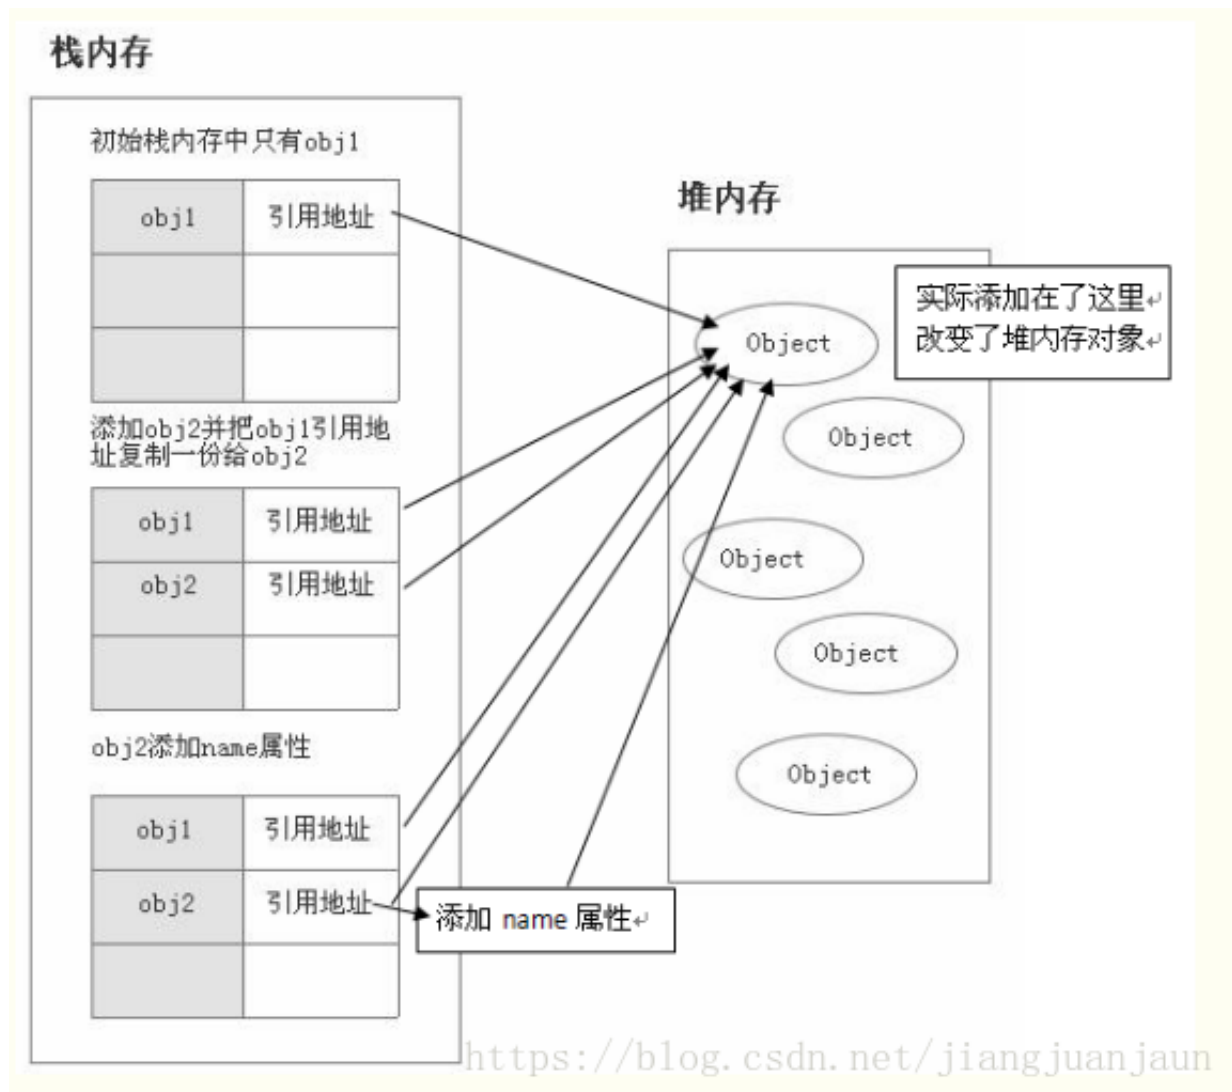 栈内存
初始栈内存中只有obj1
obj1 引用地址
添加obj2并把obj1引用地
址复制一份给obj2
obj1 引用地址
obj2 引用地址
obj2添加name属性
obj1 引用地址
obj2 引用地址
添加 name 属性↵
堆内存
Object
实际添加在了这里↵
改变了堆内存对象↵
Object
Object
Object
Object
https://blog.csdn.net/jiangjuanjaun